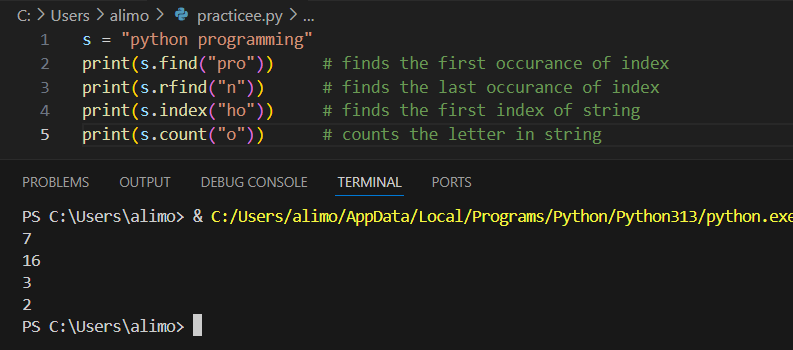 C: > Users > alimo > practicee.py > ...
1 s = "python programming"
2 print(s.find("pro")) # finds the first occurance of index
3 print(s.rfind("n")) # finds the last occurance of index
4 print(s.index("ho")) # finds the first index of string
5 print(s.count("o")) # counts the letter in string
PROBLEMS OUTPUT DEBUG CONSOLE TERMINAL PORTS
PS C:\Users\alimo> & C:/Users/alimo/AppData/Local/Programs/Python/Python313/python.exe
7
16
3
2
PS C:\Users\alimo>